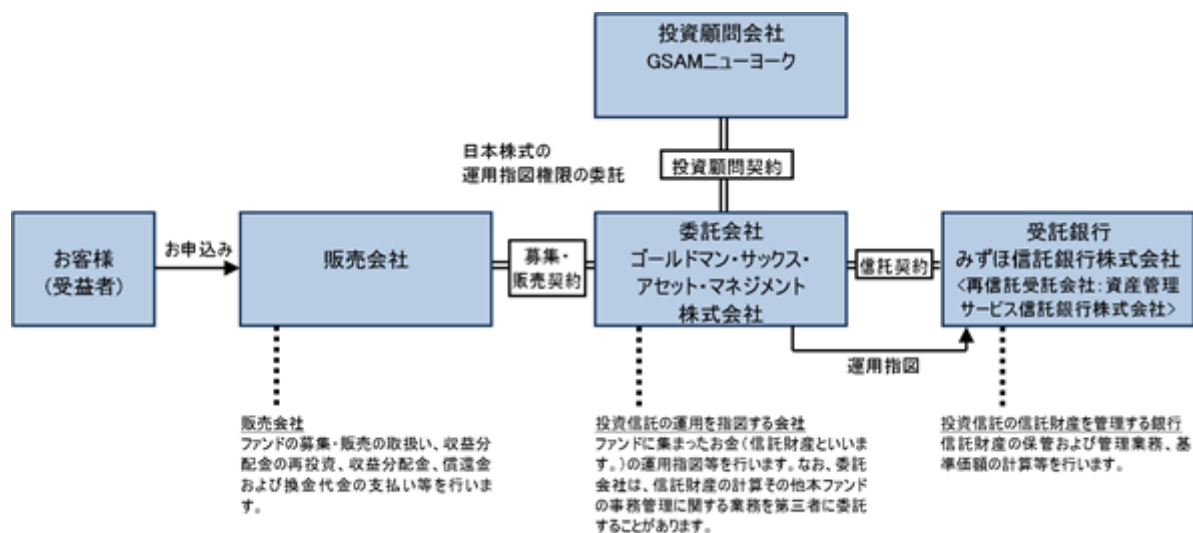 投資顧問会社
GSAMニューヨーク
日本株式の
運用指図権限の委託
投資顧問契約
お客様
(受益者)
お申込み
販売会社
募集・
販売契約
委託会社
ゴールドマン・サックス・
アセット・マネジメント
株式会社
信託契約
受託銀行
みずほ信託銀行株式会社
<再信託受託会社:資産管理
サービス信託銀行株式会社>
運用指図
販売会社
ファンドの募集・販売の取扱い、収益分
配金の再投資、収益分配金、償還金
および換金代金の支払い等を行いま
す。
投資信託の運用を指図する会社
ファンドに集まったお金(信託財産といいま
す。)の運用指図等を行います。なお、委託
会社は、信託財産の計算その他本ファンド
の事務管理に関する業務を第三者に委託
することがあります。
投資信託の信託財産を管理する銀行
信託財産の保管および管理業務、基
準価額の計算等を行います。